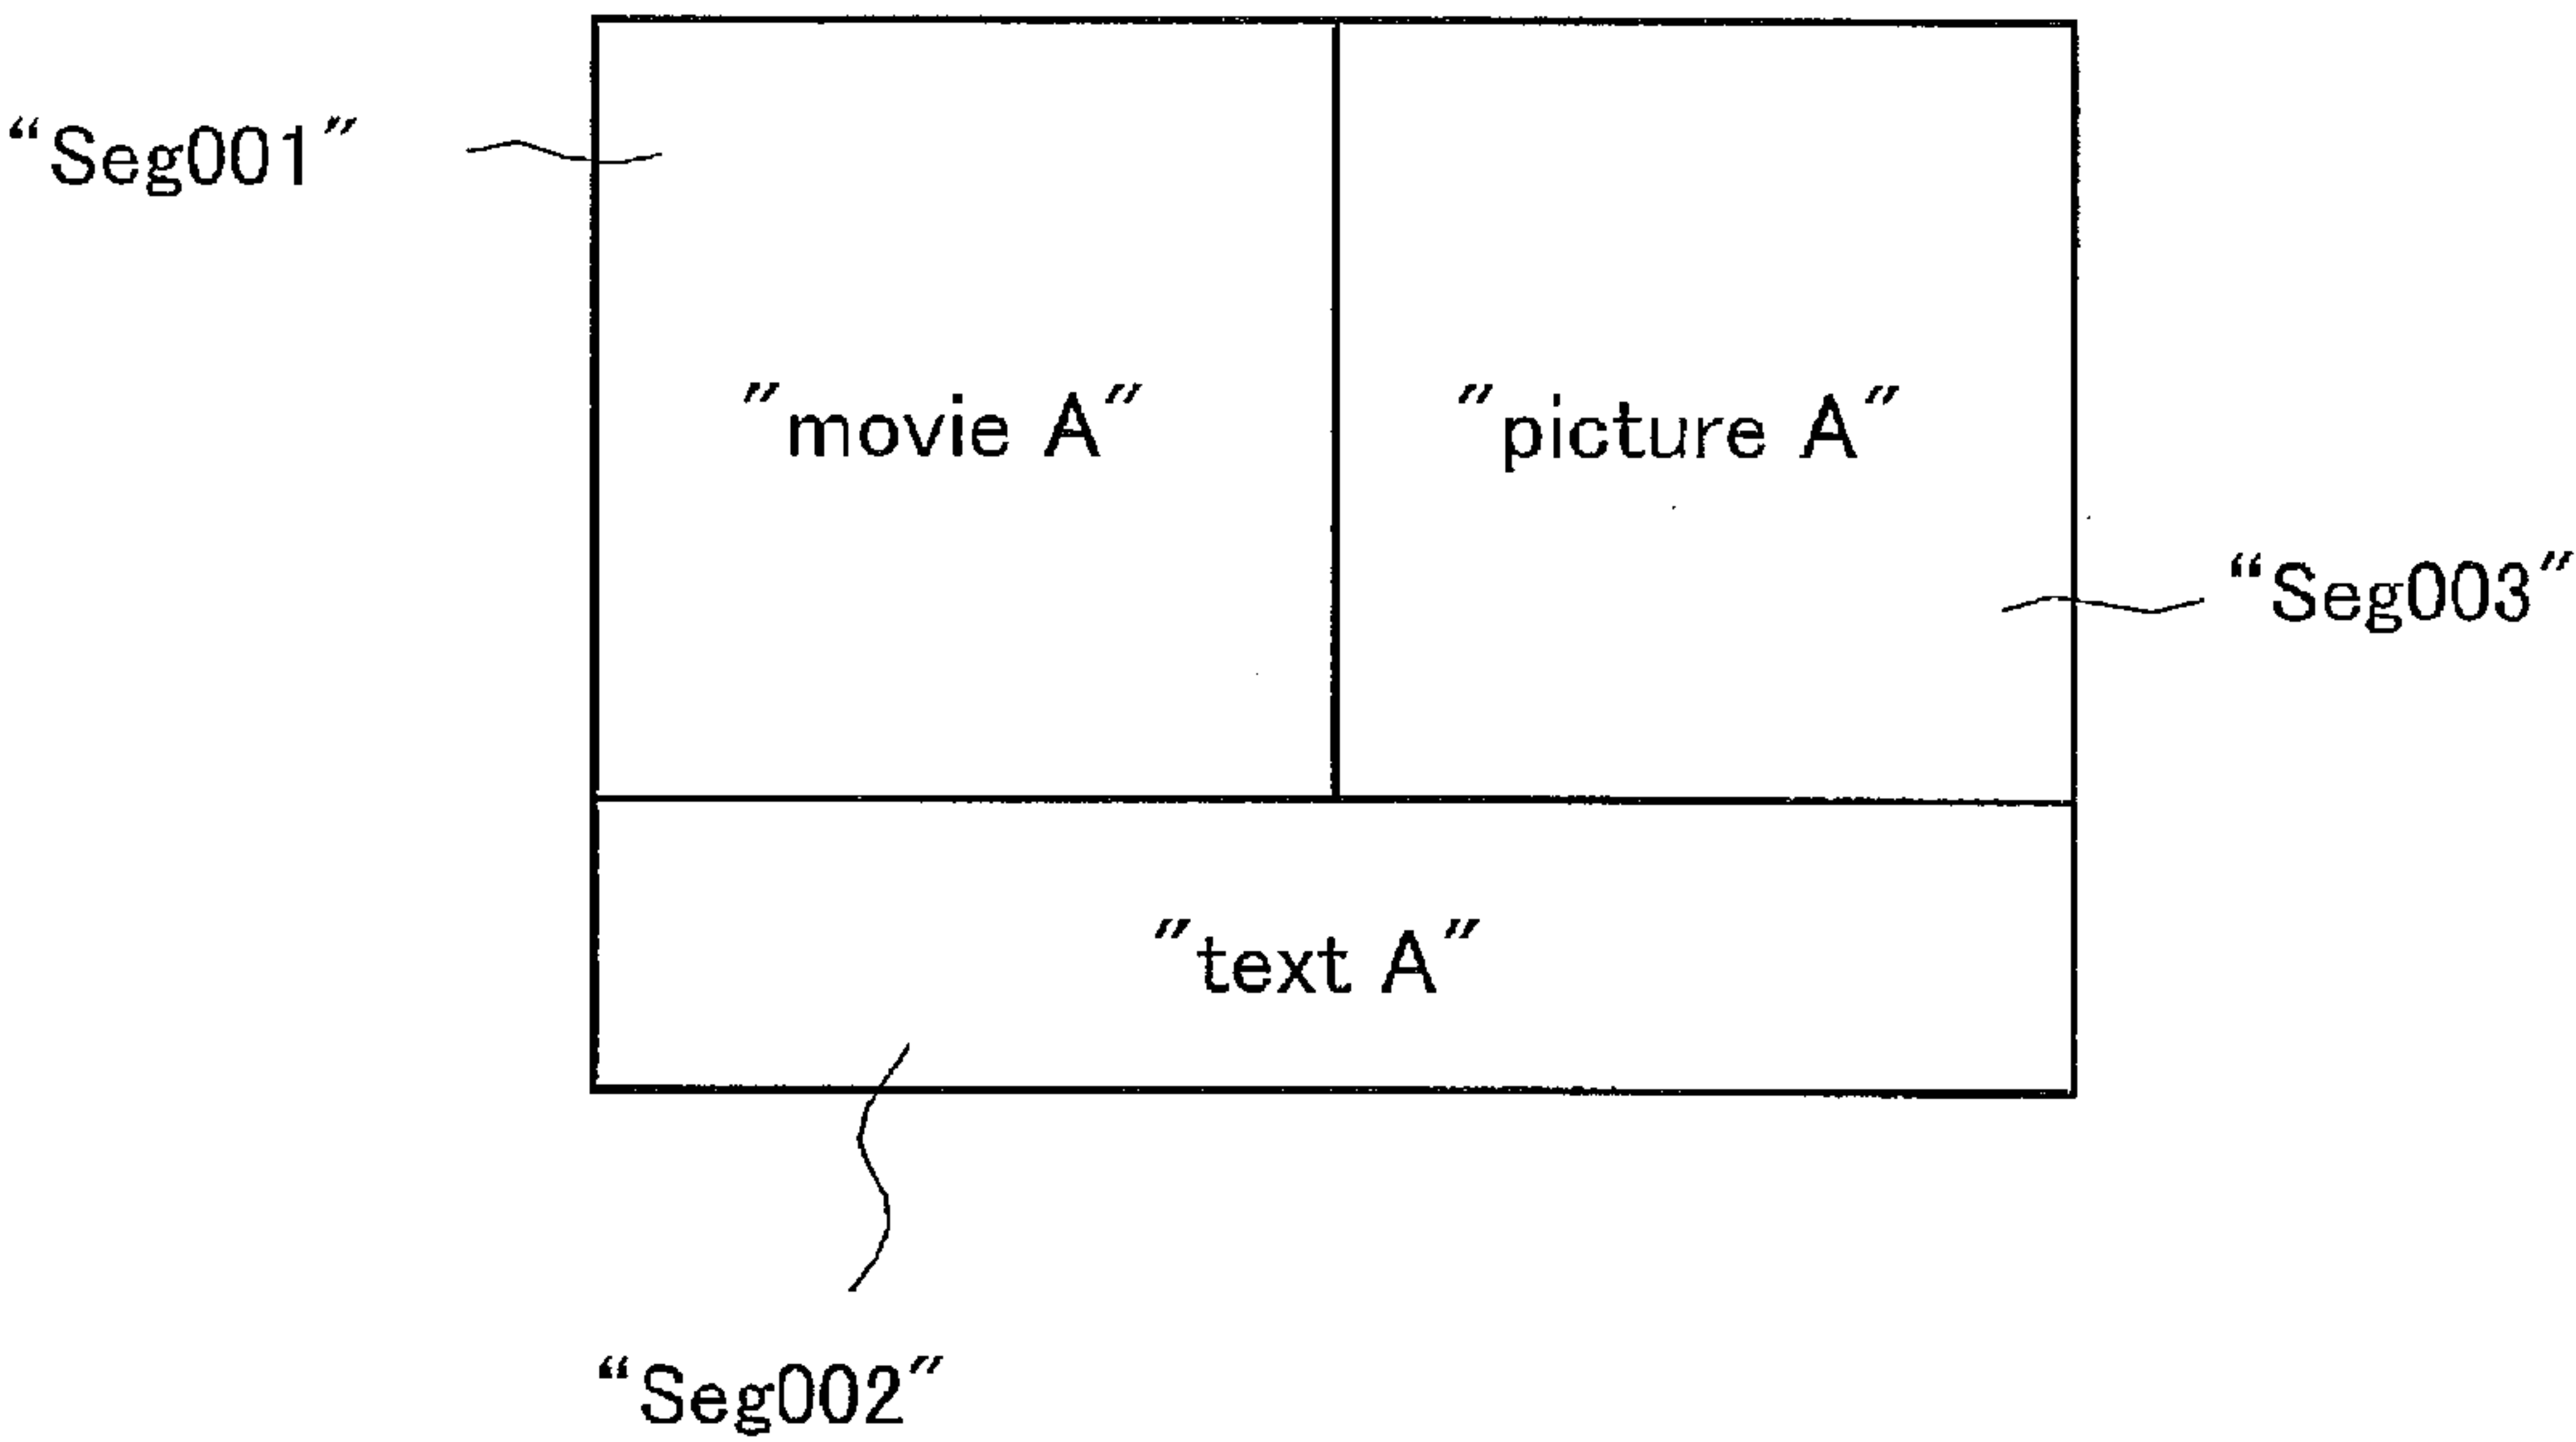 “Seg001”
"movie A"
"picture A"
“Seg003”
"text A"
“Seg002”